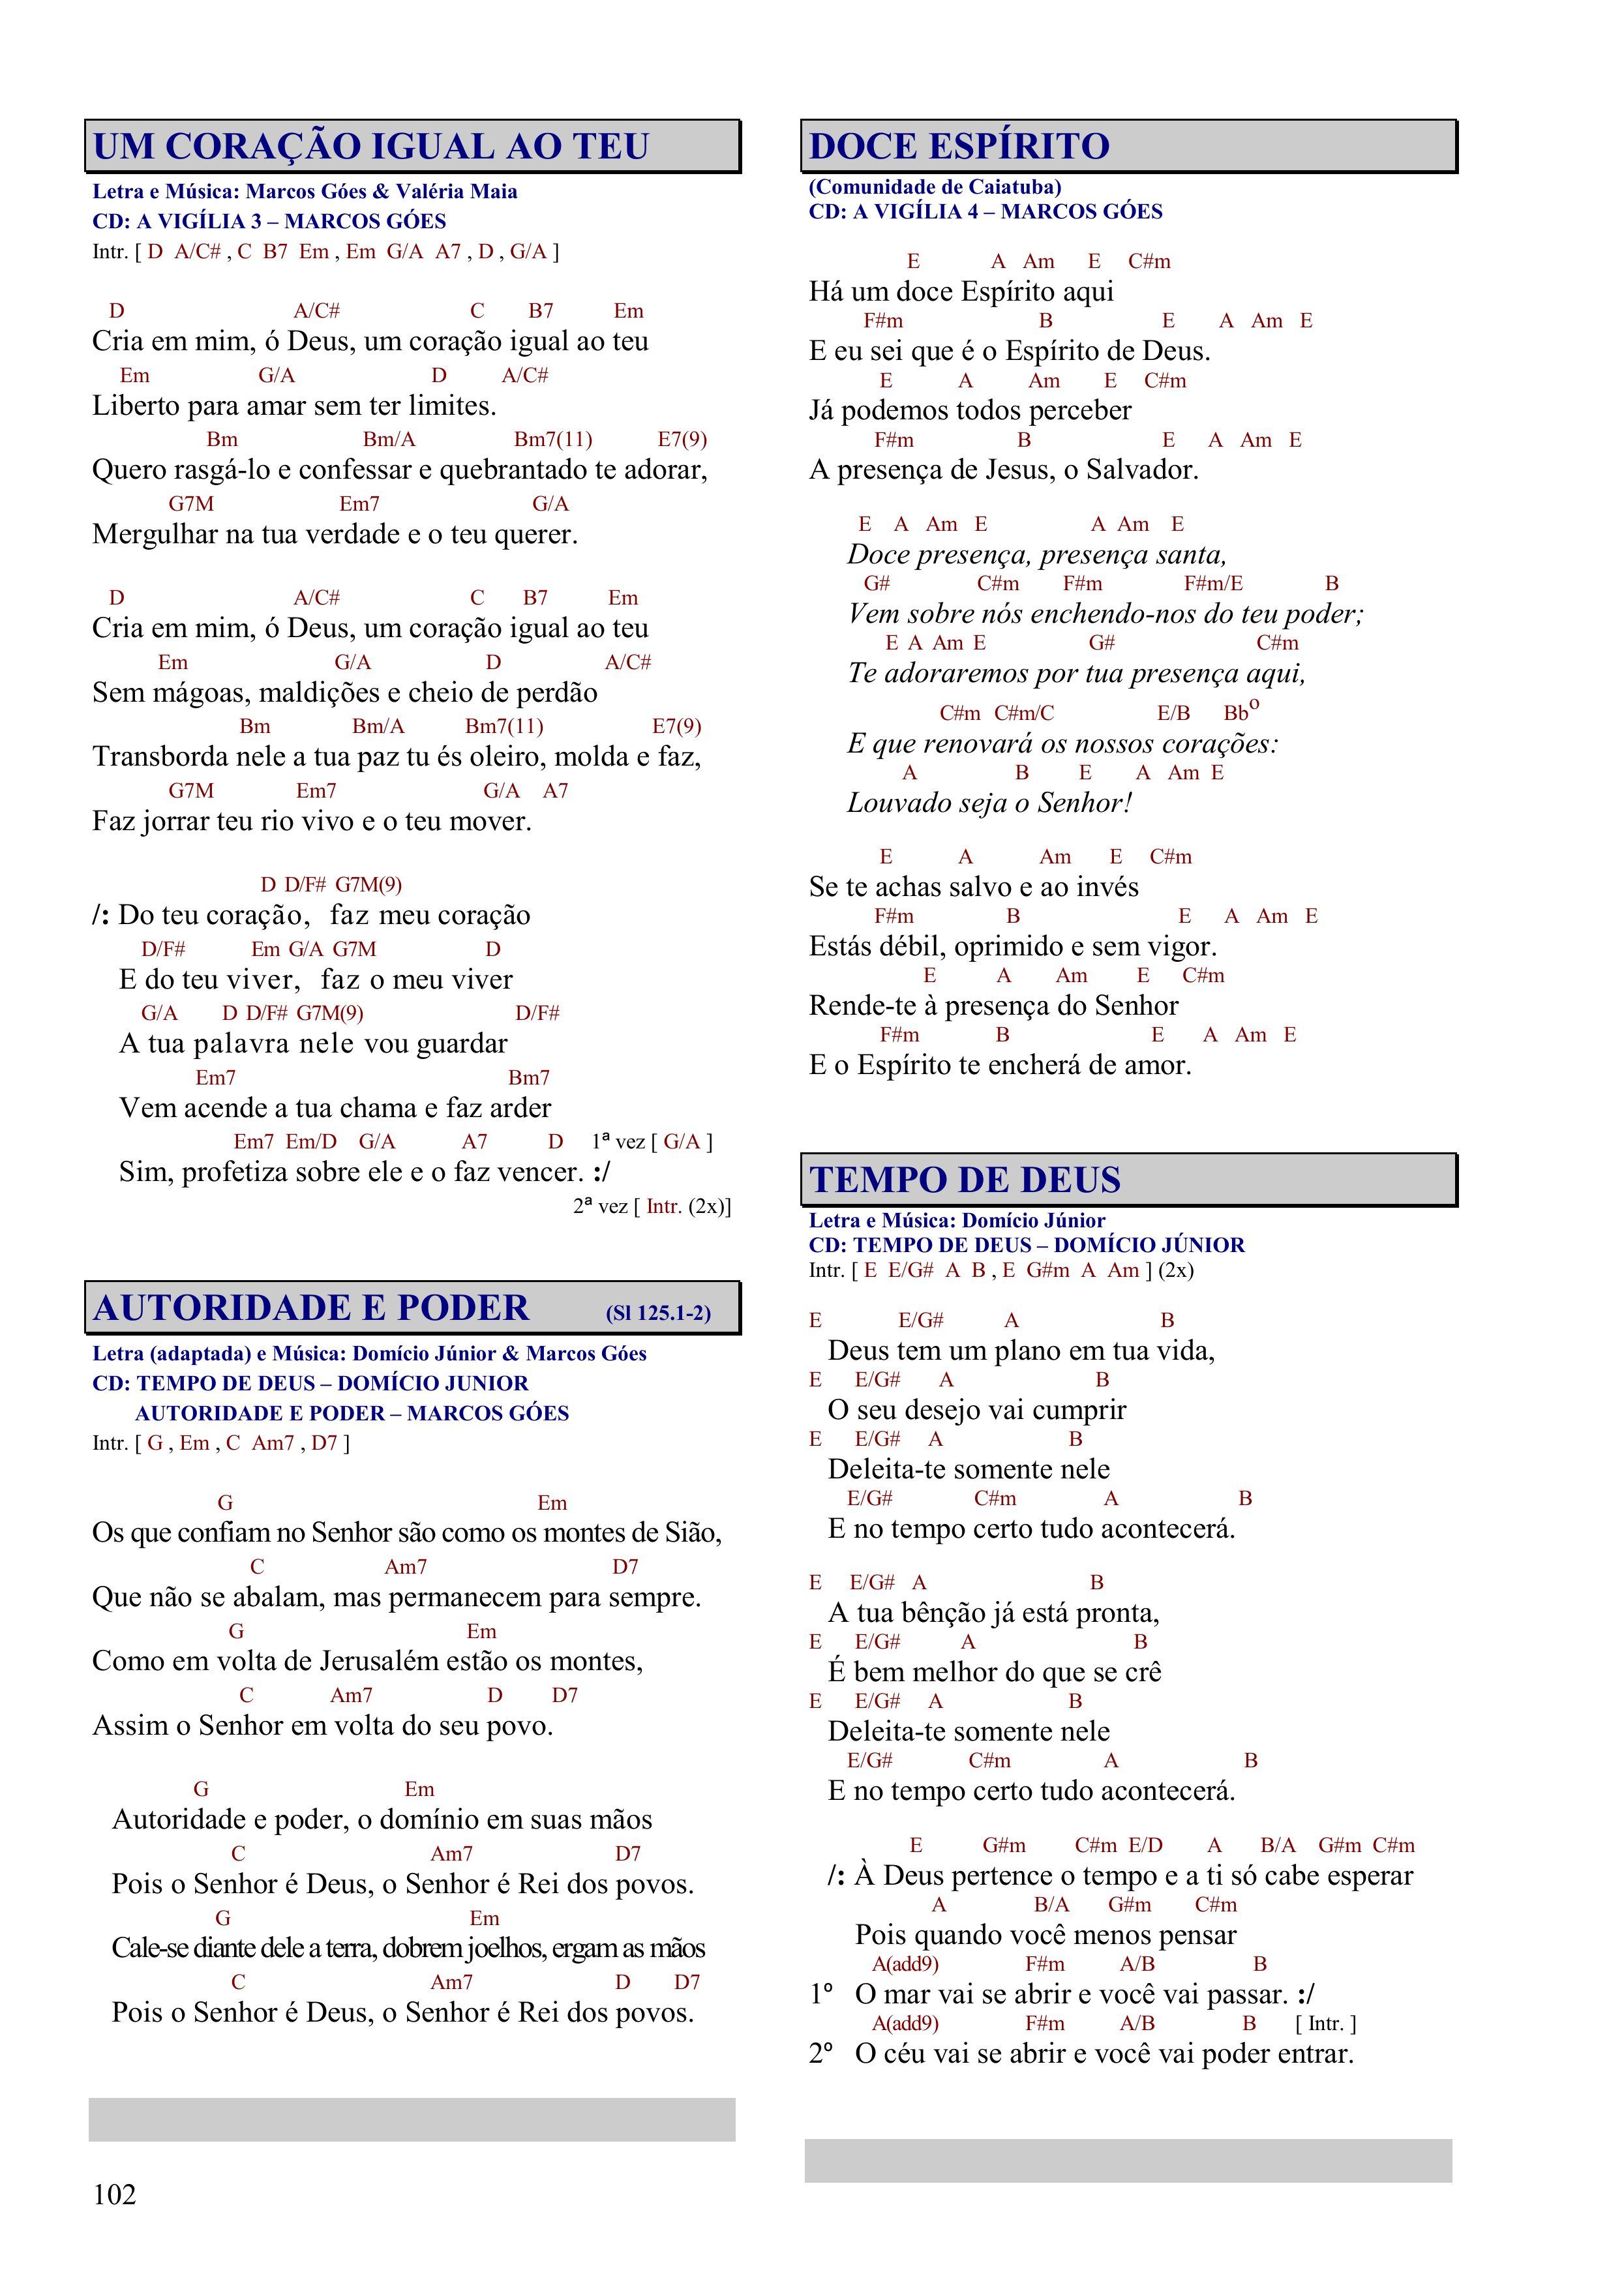 UM CORAÇÃO IGUAL AO TEU
Letra e Música: Marcos Góes & Valéria Maia
CD: A VIGÍLIA 3 – MARCOS GÓES
Intr. [ D A/C# , C B7 Em , Em G/A A7 , D , G/A ]
D A/C# C B7 Em
Cria em mim, ó Deus, um coração igual ao teu
Em G/A D A/C#
Liberto para amar sem ter limites.
Bm Bm/A Bm7(11) E7(9)
Quero rasgá-lo e confessar e quebrantado te adorar,
G7M Em7 G/A
Mergulhar na tua verdade e o teu querer.
D A/C# C B7 Em
Cria em mim, ó Deus, um coração igual ao teu
Em G/A D A/C#
Sem mágoas, maldições e cheio de perdão
Bm Bm/A Bm7(11) E7(9)
Transborda nele a tua paz tu és oleiro, molda e faz,
G7M Em7 G/A A7
Faz jorrar teu rio vivo e o teu mover.
D D/F# G7M(9)
/: Do teu coração, faz meu coração
D/F# Em G/A G7M D
E do teu viver, faz o meu viver
G/A D D/F# G7M(9) D/F#
A tua palavra nele vou guardar
Em7 Bm7
Vem acende a tua chama e faz arder
Em7 Em/D G/A A7 D 1ª vez [ G/A ]
Sim, profetiza sobre ele e o faz vencer. :/
2ª vez [ Intr. (2x)]
AUTORIDADE E PODER (Sl 125.1-2)
Letra (adaptada) e Música: Domício Júnior & Marcos Góes
CD: TEMPO DE DEUS – DOMÍCIO JUNIOR
AUTORIDADE E PODER – MARCOS GÓES
Intr. [ G , Em , C Am7 , D7 ]
G Em
Os que confiam no Senhor são como os montes de Sião,
C Am7 D7
Que não se abalam, mas permanecem para sempre.
G Em
Como em volta de Jerusalém estão os montes,
C Am7 D D7
Assim o Senhor em volta do seu povo.
G Em
Autoridade e poder, o domínio em suas mãos
C Am7 D7
Pois o Senhor é Deus, o Senhor é Rei dos povos.
G Em
Cale-se diante dele a terra, dobrem joelhos, ergam as mãos
C Am7 D D7
Pois o Senhor é Deus, o Senhor é Rei dos povos.
102
DOCE ESPÍRITO
(Comunidade de Caiatuba)
CD: A VIGÍLIA 4 – MARCOS GÓES
E A Am E C#m
Há um doce Espírito aqui
F#m B E A Am E
E eu sei que é o Espírito de Deus.
E A Am E C#m
Já podemos todos perceber
F#m B E A Am E
A presença de Jesus, o Salvador.
E A Am E A Am E
Doce presença, presença santa,
G# C#m F#m F#m/E B
Vem sobre nós enchendo-nos do teu poder;
E A Am E G# C#m
Te adoraremos por tua presença aqui,
C#m C#m/C E/B Bbº
E que renovará os nossos corações:
A B E A Am E
Louvado seja o Senhor!
E A Am E C#m
Se te achas salvo e ao invés
F#m B E A Am E
Estás débil, oprimido e sem vigor.
E A Am E C#m
Rende-te à presença do Senhor
F#m B E A Am E
E o Espírito te encherá de amor.
TEMPO DE DEUS
Letra e Música: Domício Júnior
CD: TEMPO DE DEUS – DOMÍCIO JÚNIOR
Intr. [ E E/G# A B , E G#m A Am ] (2x)
E E/G# A B
Deus tem um plano em tua vida,
E E/G# A B
O seu desejo vai cumprir
E E/G# A B
Deleita-te somente nele
E/G# C#m A B
E no tempo certo tudo acontecerá.
E E/G# A B
A tua bênção já está pronta,
E E/G# A B
É bem melhor do que se crê
E E/G# A B
Deleita-te somente nele
E/G# C#m A B
E no tempo certo tudo acontecerá.
E G#m C#m E/D A B/A G#m C#m
/: À Deus pertence o tempo e a ti só cabe esperar
A B/A G#m C#m
Pois quando você menos pensar
A(add9) F#m A/B B
1º O mar vai se abrir e você vai passar. :/
A(add9) F#m A/B B [ Intr. ]
2º O céu vai se abrir e você vai poder entrar.